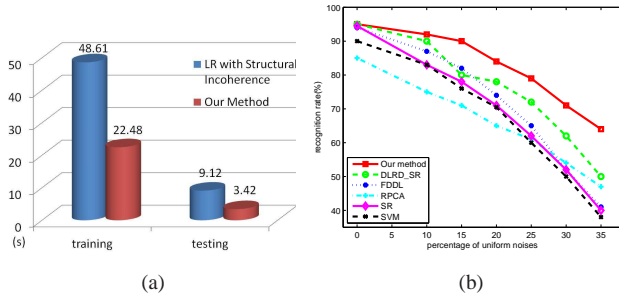 48.61
22.48
9.12
3.42
50
40
30
20
10
0
(s)
training
testing
LR with Structural
Incoherence
Our Method
(a)
100
90
80
70
60
50
40
recognition rate(%)
0
5
10
15
20
25
30
35
percentage of uniform noises
Our method
DLRD_SR
FDDL
RPCA
SR
SVM
(b)